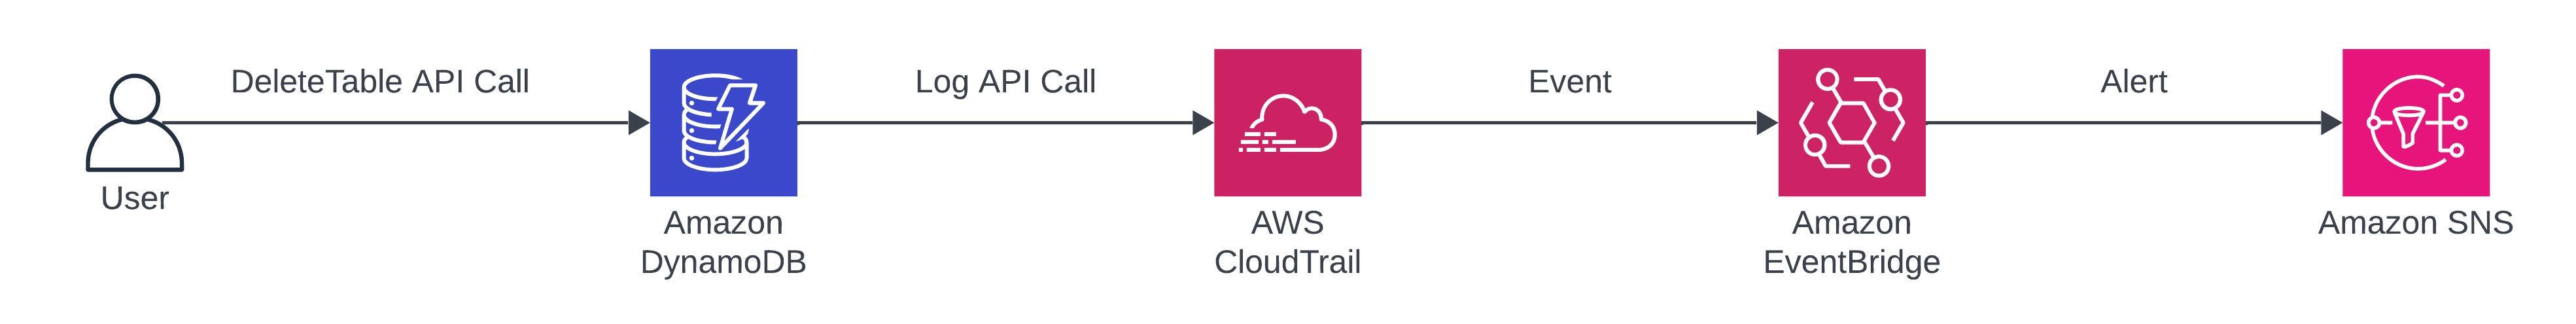 DeleteTable API Call
Log API Call
Event
Alert
User
Amazon
DynamoDB
AWS
CloudTrail
Amazon
EventBridge
Amazon SNS